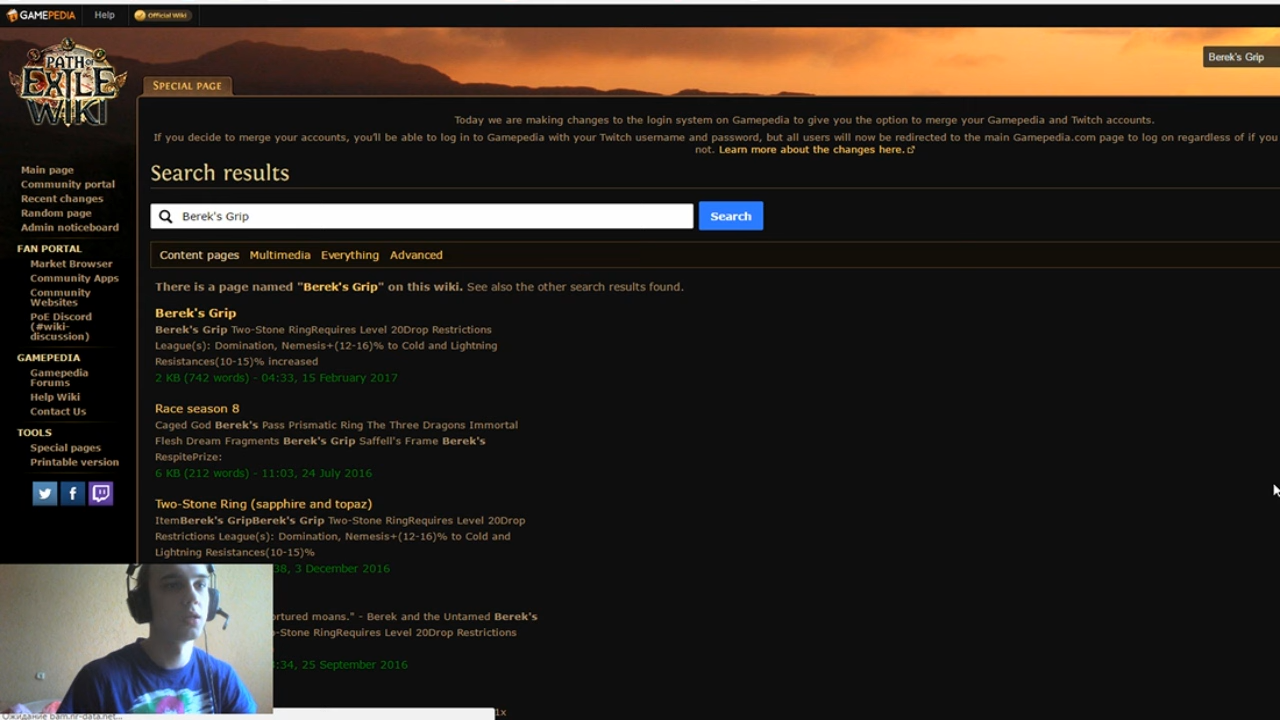 GAMEPEDIA
Help
Official Wiki
Berek's Grip
PATH OF
EXILE
WIKI
SPECIAL PAGE
Today we are making changes to the login system on Gamepedia to give you the option to merge your Gamepedia and Twitch accounts.
If you decide to merge your accounts, you'll be able to log in to Gamepedia with your Twitch username and password, but all users will now be redirected to the main Gamepedia.com page to log on regardless of if you
not. Learn more about the changes here.
Search results
Berek's Grip
Search
Content pages Multimedia Everything Advanced
There is a page named "Berek's Grip" on this wiki. See also the other search results found.
Berek's Grip
Berek's Grip Two-Stone RingRequires Level 20Drop Restrictions
League(s): Domination, Nemesis+(12-16)% to Cold and Lightning
Resistances(10-15)% increased
2 KB (742 words) - 04:33, 15 February 2017
Race season 8
Caged God Berek's Pass Prismatic Ring The Three Dragons Immortal
Flesh Dream Fragments Berek's Grip Saffell's Frame Berek's
RespitePrize:
6 KB (212 words) - 11:03, 24 July 2016
Two-Stone Ring (sapphire and topaz)
ItemBerek's GripBerek's Grip Two-Stone RingRequires Level 20Drop
Restrictions League(s): Domination, Nemesis+(12-16)% to Cold and
Lightning Resistances(10-15)%
38, 3 December 2016
ortured moans." - Berek and the Untamed Berek's
-Stone RingRequires Level 20Drop Restrictions
:34, 25 September 2016
1x
Main page
Community portal
Recent changes
Random page
Admin noticeboard
FAN PORTAL
Market Browser
Community Apps
Community
Websites
PoE Discord
(#wiki-
discussion)
GAMEPEDIA
Gamepedia
Forums
Help Wiki
Contact Us
TOOLS
Special pages
Printable version
Ожидание bam.nr-data.net...